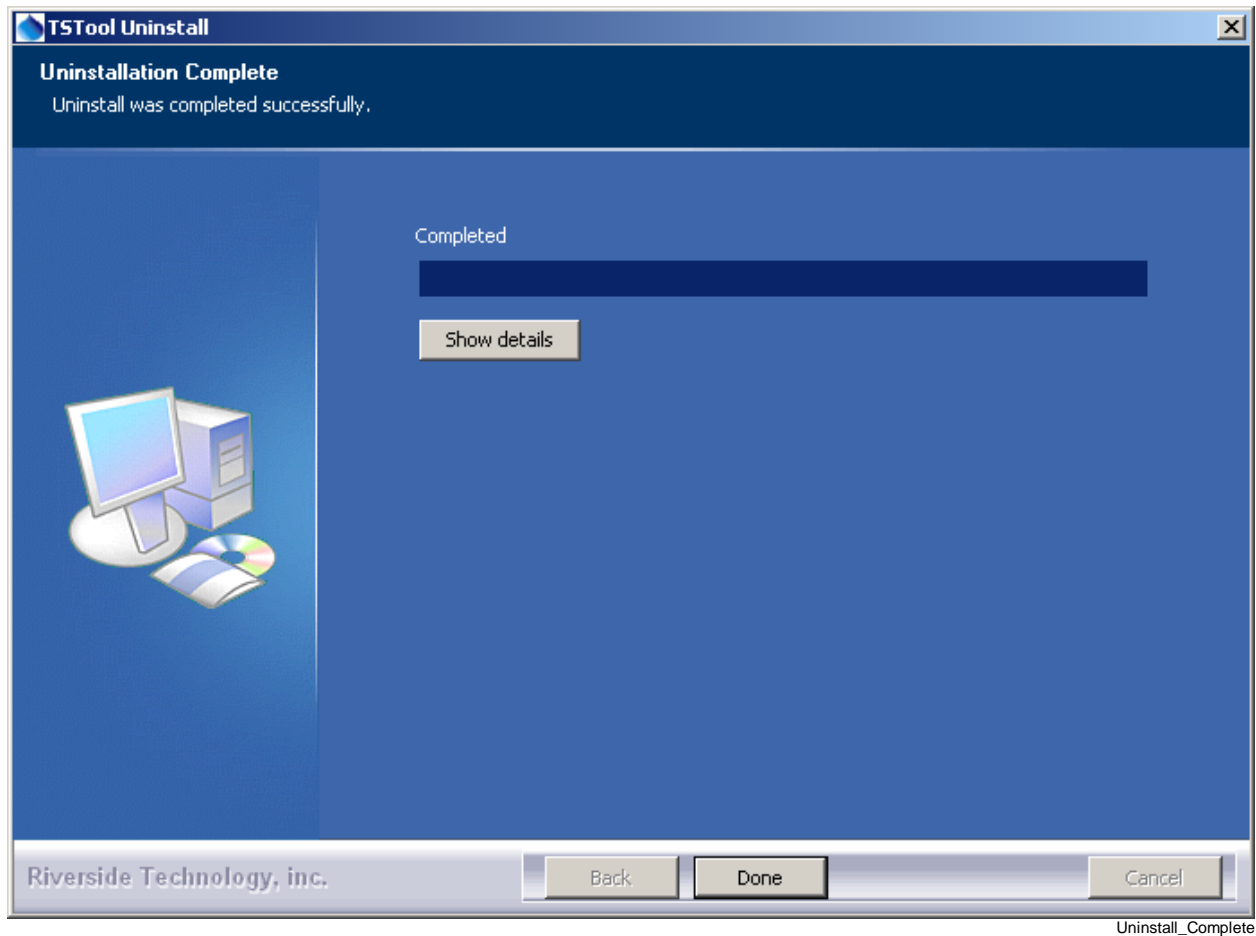 TSTool Uninstall
Uninstallation Complete
Uninstall was completed successfully.
Completed
Show details
Riverside Technology, inc.
Back
Done
Cancel
Uninstall_Complete